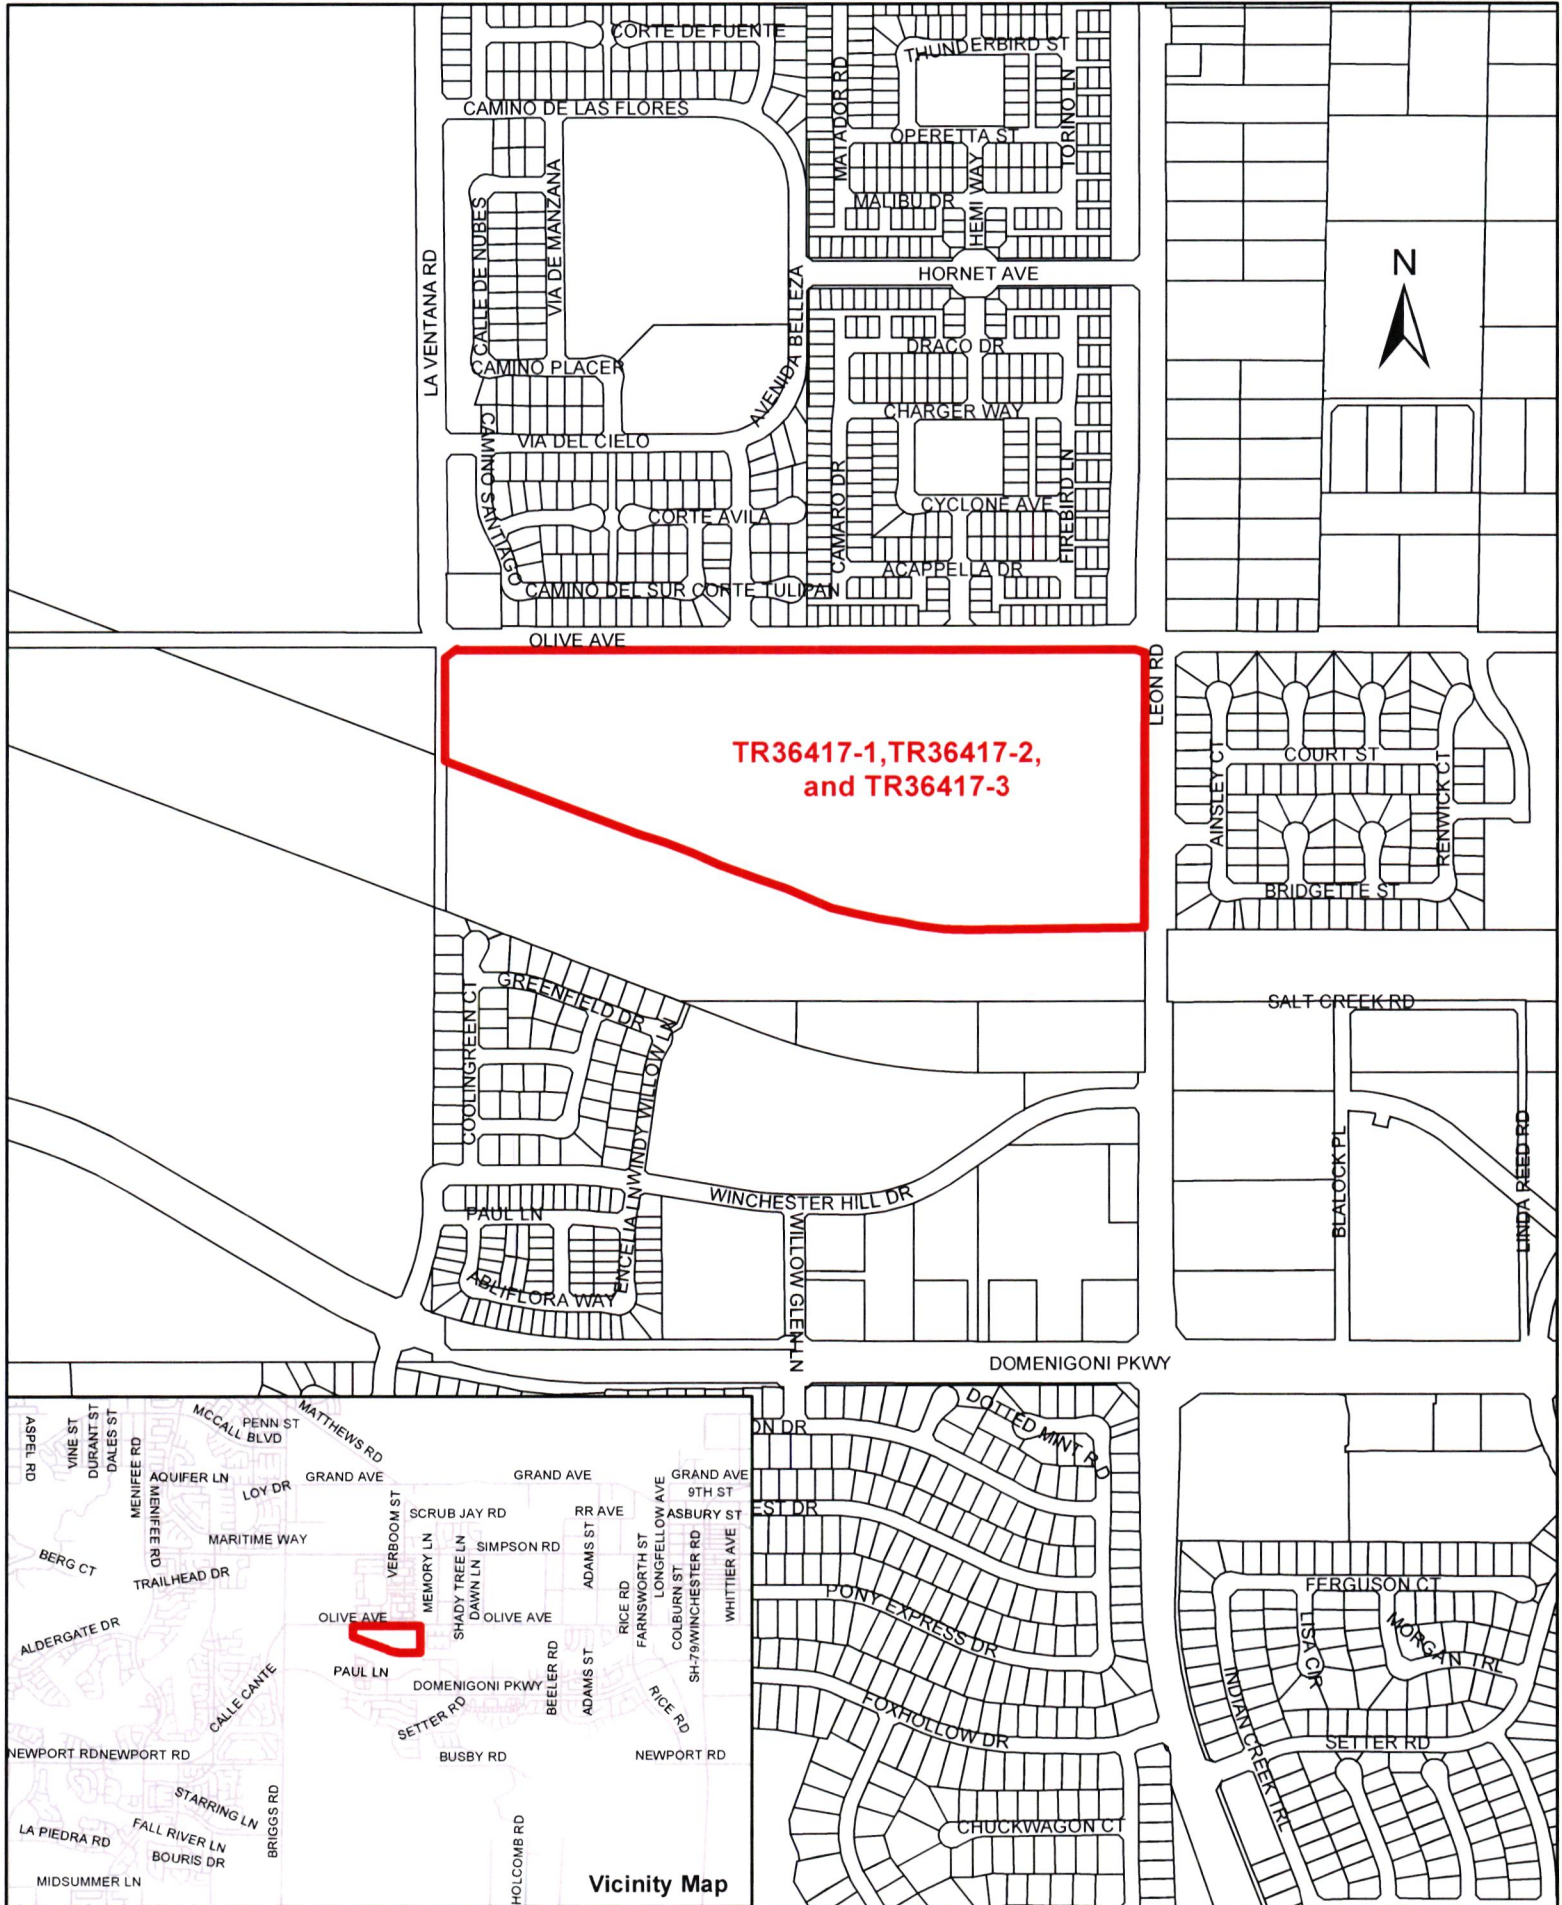 CORTE DE FUENTE
THUNDERBIRD ST
MATADOR RD
TORINO LN
CAMINO DE LAS FLORES
OPERETTA ST
HEMI WAY
MALIBU DR
CALLE DE NUBES
VIA DE MANZANA
LA VENTANA RD
N
HORNET AVE
AVENIDA BELLEZA
DRACO DR
CAMINO PLACER
CHARGER WAY
VIA DEL CIELO
CAMINO SANTIAGO
CAMARO DR
FIREBIRD LN
CYCLONE AVE
CORTE AVILA
ACAPPELLA DR
CAMINO DEL SUR
CORTE TULIPAN
OLIVE AVE
LEON RD
TR36417-1,TR36417-2,
and TR36417-3
COURT ST
AINSLEY CT
RENWICK CT
BRIDGETTE ST
GREENFIELD DR
COOLINGREEN CT
WINDY WILLOW LN
SALT CREEK RD
BLALOCK PL
LINDA REED RD
WINCHESTER HILL DR
PAUL LN
ENCELIA LN
WILLOW GLEN LN
ABLIFLORA WAY
DOMENIGONI PKWY
DOTTED MINT RD
ON DR
EST DR
PONY EXPRESS DR
FERGUSON CT
LISA CIR
MORGAN TRL
INDIAN CREEK TRL
FOXHOLLOW DR
SETTER RD
CHUCKWAGON CT
ASPEL RD
VINE ST
DURANT ST
DALES ST
MENIFEE RD
MCCALL BLVD
PENN ST
MATTHEWS RD
AQUIFER LN
MENIFEE RD
LOY DR
GRAND AVE
GRAND AVE
GRAND AVE
9TH ST
SCRUB JAY RD
RR AVE
ASBURY ST
VERBOOM ST
LONGFELLOW AVE
MARITIME WAY
MEMORY LN
SHADY TREE LN
DAWN LN
SIMPSON RD
ADAMS ST
BERG CT
TRAILHEAD DR
RICE RD
FARNSWORTH ST
COLBURN ST
SH-79/WINCHESTER RD
WHITTIER AVE
OLIVE AVE
OLIVE AVE
ALDERGATE DR
PAUL LN
CALLE CANTE
DOMENIGONI PKWY
BEELER RD
ADAMS ST
SETTER RD
RICE RD
NEWPORT RD
NEWPORT RD
BUSBY RD
NEWPORT RD
STARRING LN
BRIGGS RD
LA PIEDRA RD
FALL RIVER LN
BOURIS DR
HOLCOMB RD
MIDSUMMER LN
Vicinity Map